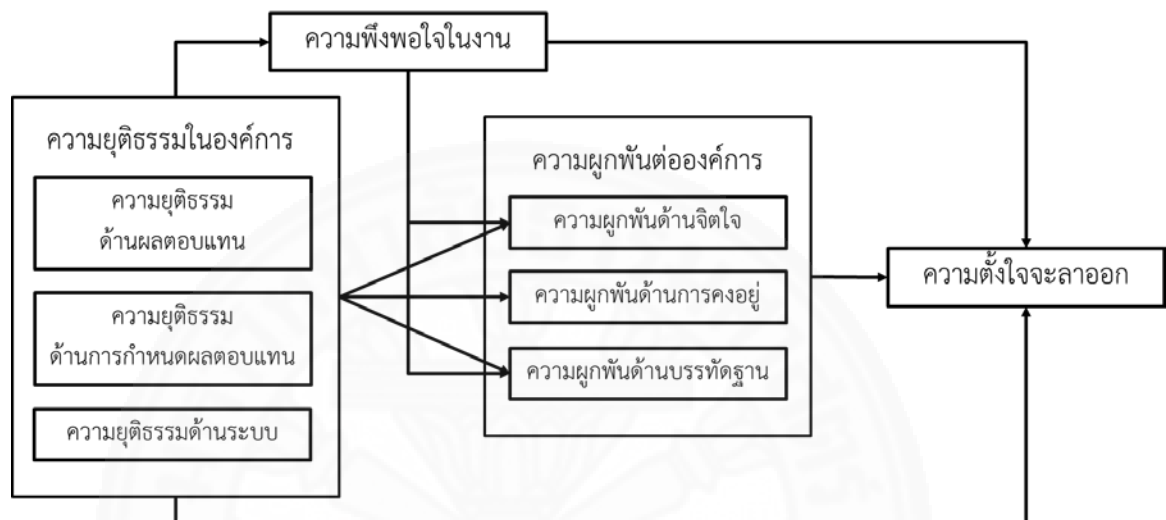 ความพึงพอใจในงาน
ความยุติธรรมในองค์การ
ความยุติธรรม
ด้านผลตอบแทน
ความยุติธรรม
ด้านการกำหนดผลตอบแทน
ความยุติธรรมด้านระบบ
ความผูกพันต่อองค์การ
ความผูกพันด้านจิตใจ
ความผูกพันด้านการคงอยู่
ความผูกพันด้านบรรทัดฐาน
ความตั้งใจจะลาออก